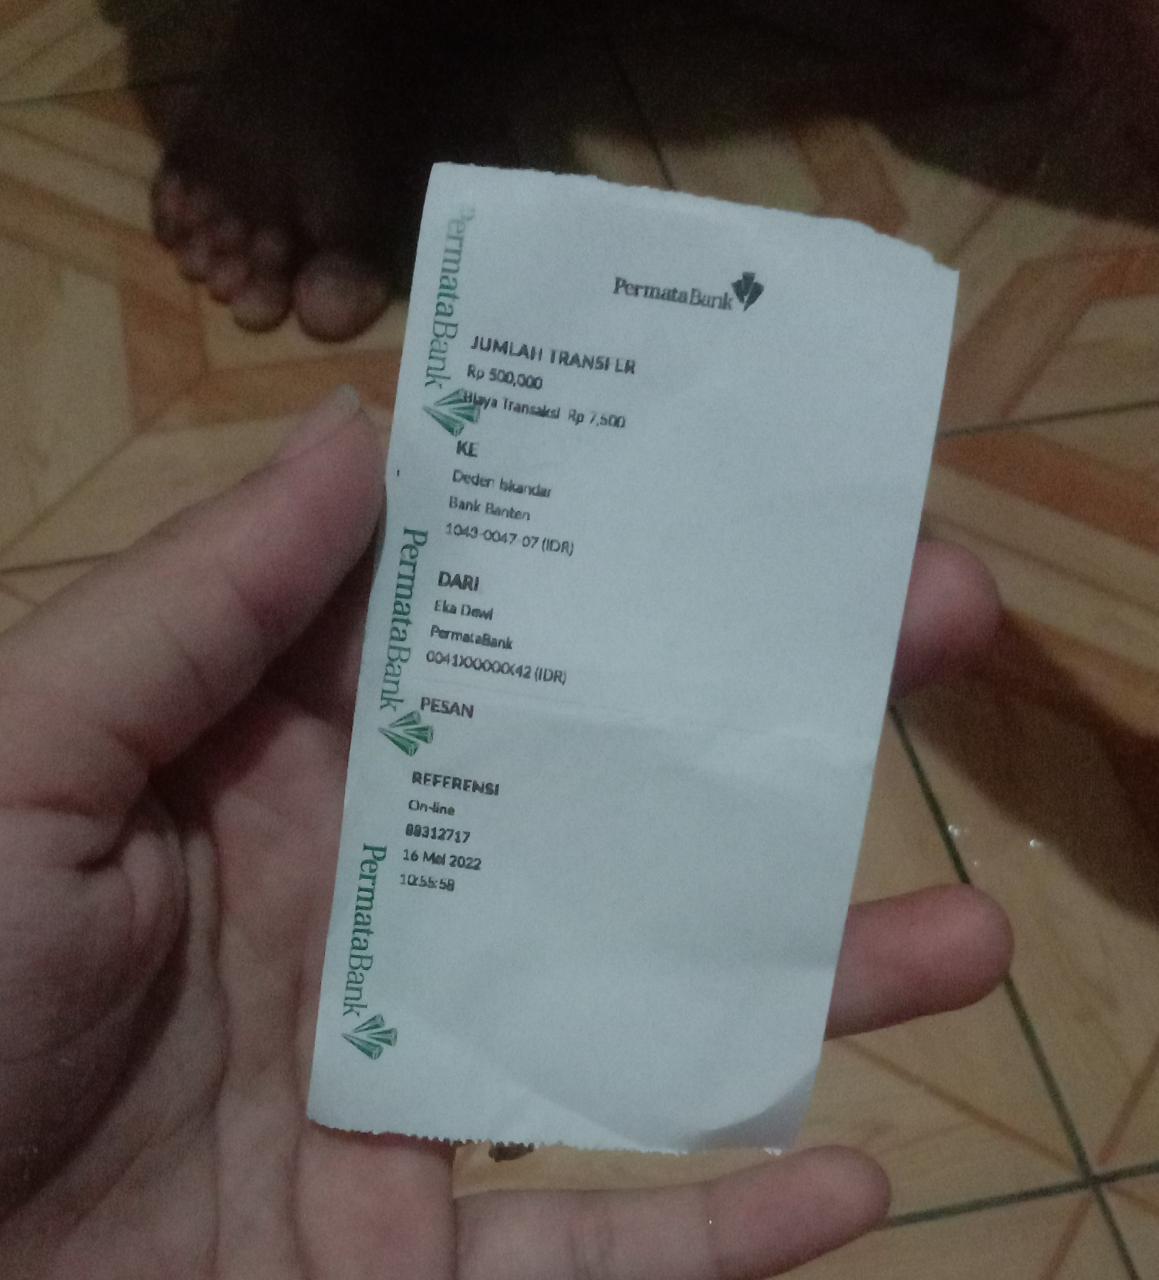 PermataBank
JUMLAH TRANSFER
Rp 500,000
Biaya Transaksi Rp 7,500
KE
Deden Iskandar
Bank Banten
1043-0047-07 (IDR)
DARI
Eka Dewi
PermataBank
0041XXXXXX42 (IDR)
PESAN
REFERENSI
On-line
88312717
16 Mei 2022
10:55:58
PermataBank
PermataBank
PermataBank